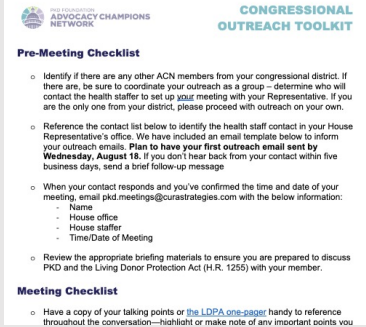 PKD FOUNDATION
ADVOCACY CHAMPIONS
NETWORK
CONGRESSIONAL
OUTREACH TOOLKIT
Pre-Meeting Checklist
o Identify if there are any other ACN members from your congressional district. If
there are, be sure to coordinate your outreach as a group – determine who will
contact the health staffer to set up your meeting with your Representative. If you
are the only one from your district, please proceed with outreach on your own.
o Reference the contact list below to identify the health staff contact in your House
Representative's office. We have included an email template below to inform
your outreach emails. Plan to have your first outreach email sent by
Wednesday, August 18. If you don't hear back from your contact within five
business days, send a brief follow-up message
o When your contact responds and you've confirmed the time and date of your
meeting, email pkd.meetings@curastrategies.com with the below information:
- Name
- House office
- House staffer
- Time/Date of Meeting
o Review the appropriate briefing materials to ensure you are prepared to discuss
PKD and the Living Donor Protection Act (H.R. 1255) with your member.
Meeting Checklist
o Have a copy of your talking points or the LDPA one-pager handy to reference
throughout the conversation—highlight or make note of any important points you